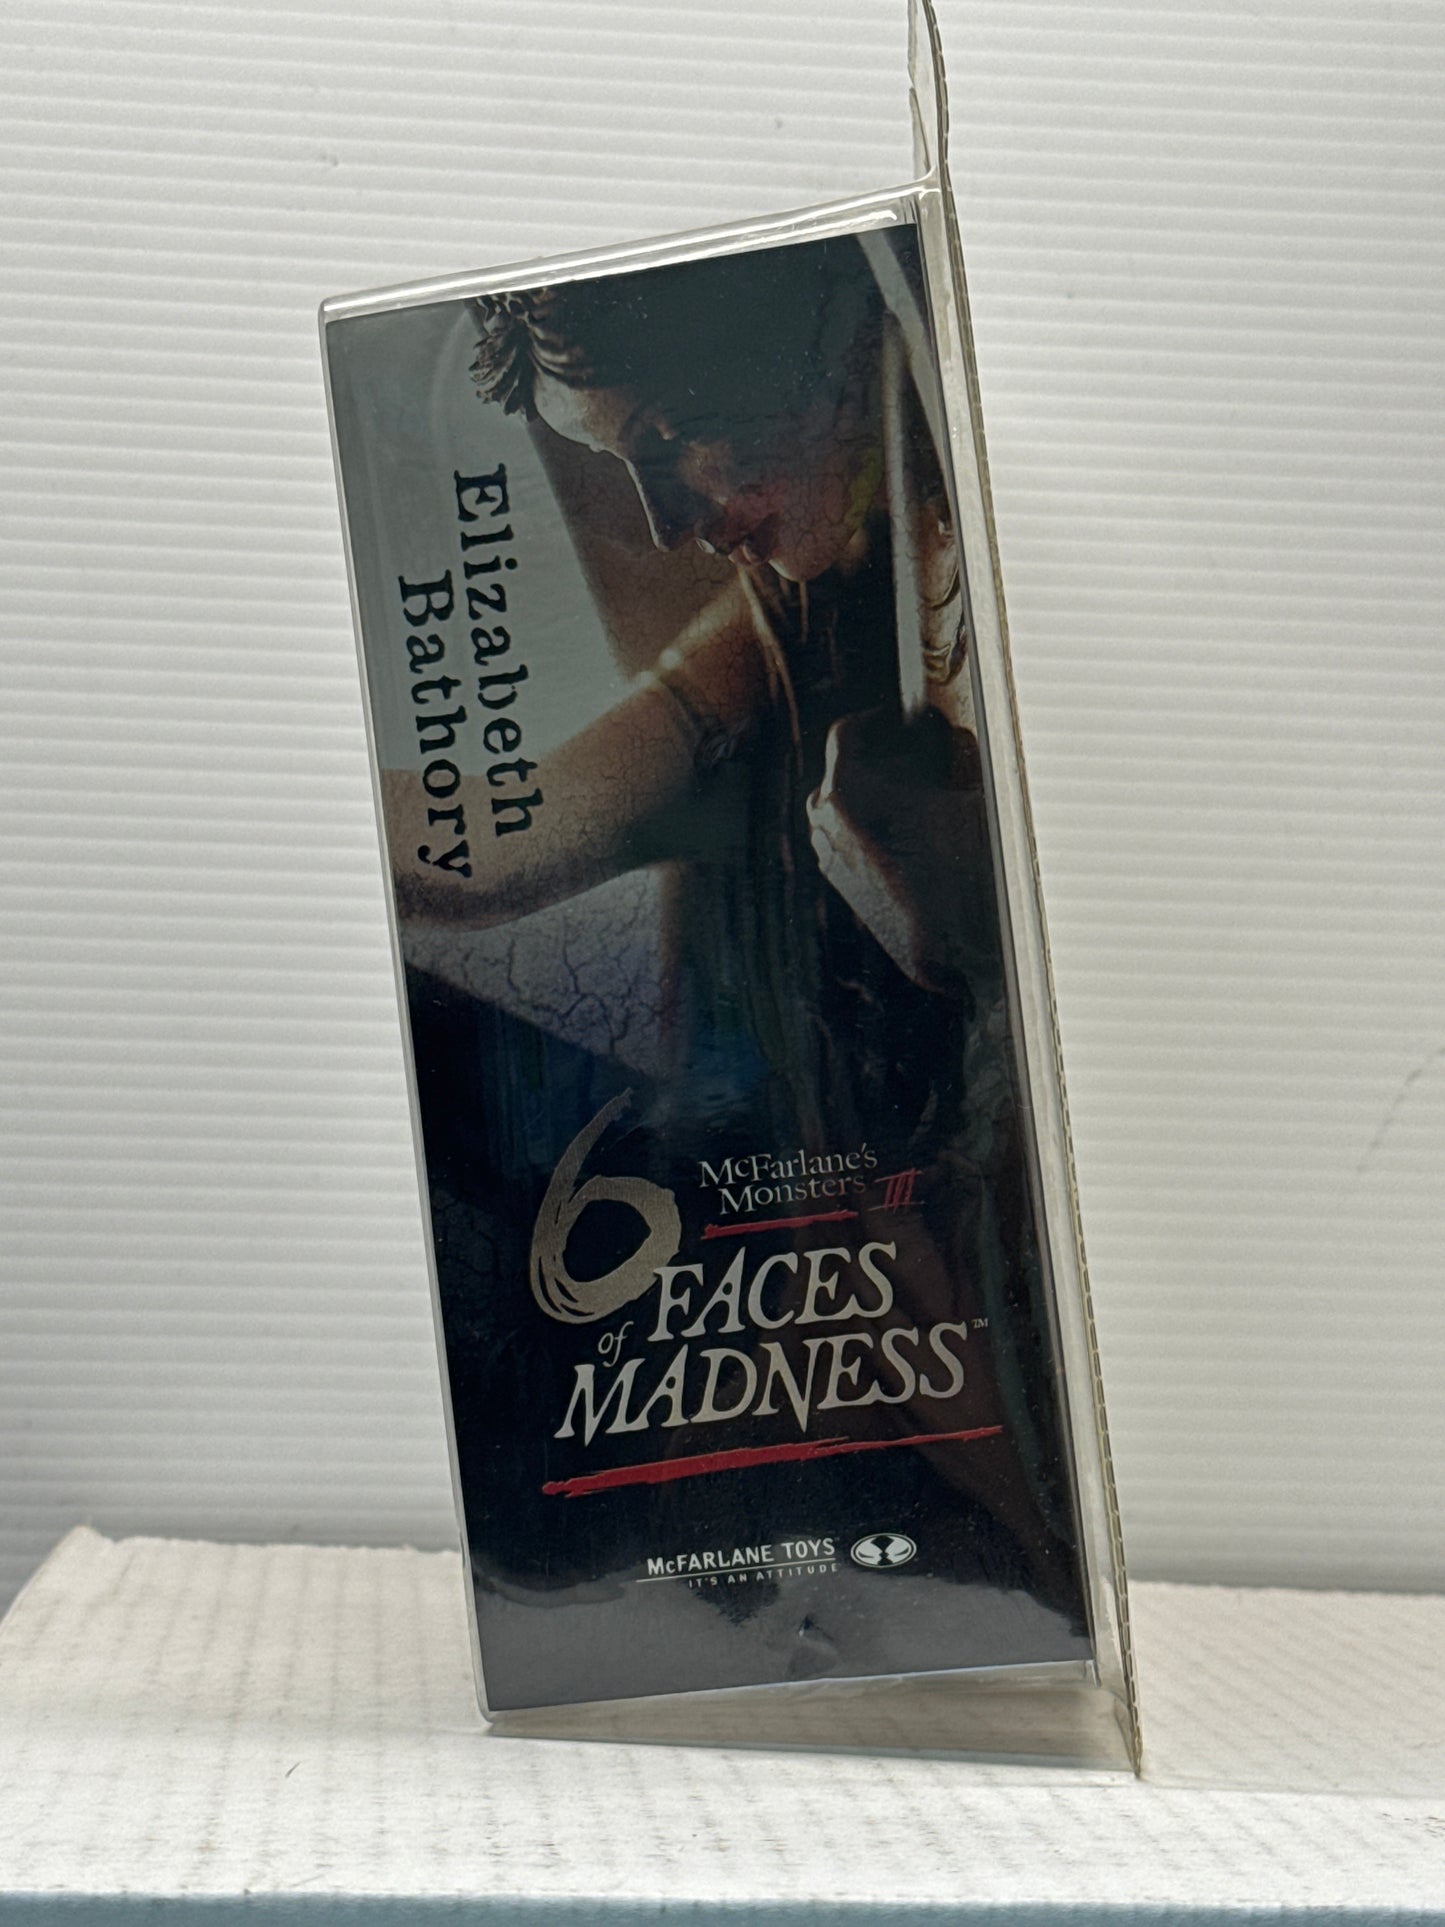 Elizabeth
Bathory
McFarlane's
Monsters III
6 FACES
of MADNESS™
McFARLANE TOYS
IT'S AN ATTITUDE